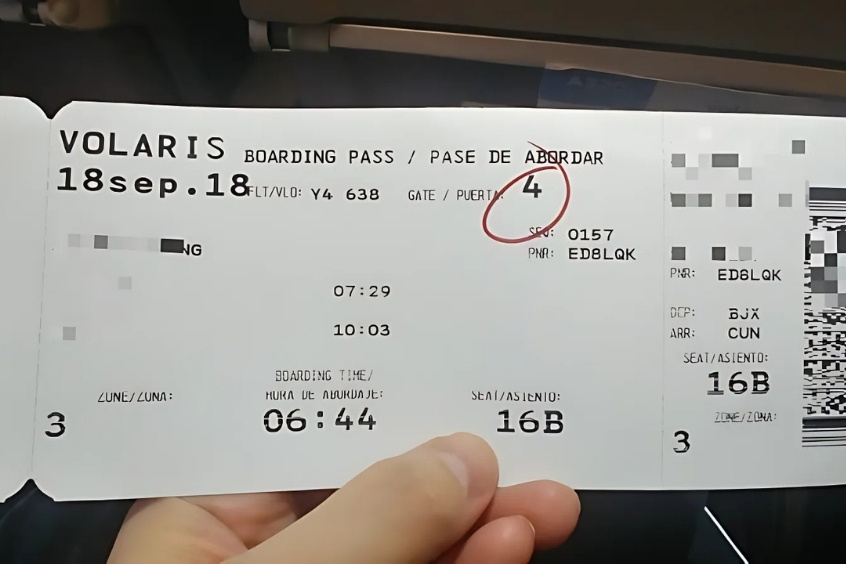 VOLARIS BOARDING PASS / PASE DE ABORDAR
18sep.18 FLT/VLO: Y4 638 GATE / PUERTA: 4
SEQ: 0157
PNR: ED8LQK
NG
07:29
10:03
BOARDING TIME/
ZONE/ZONA: HORA DE ABORDAJE: SEAT/ASIENTO:
3 06:44 16B
PNR: ED8LQK
DEP: BJX
ARR: CUN
SEAT/ASIENTO:
16B
ZONE/ZONA:
3